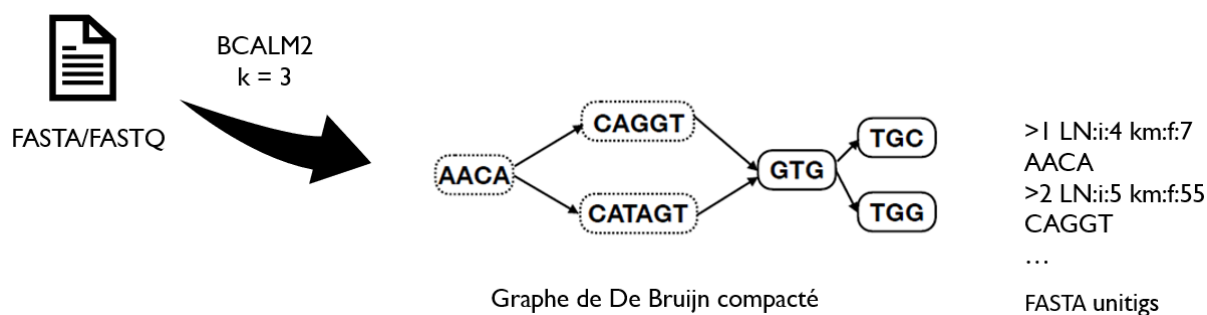 BCALM2
k = 3
FASTA/FASTQ
AACA
CAGGT
CATAGT
GTG
TGC
TGG
Graphe de De Bruijn compacté
>1 LN:i:4 km:f:7
AACA
>2 LN:i:5 km:f:55
CAGGT
…
FASTA unitigs